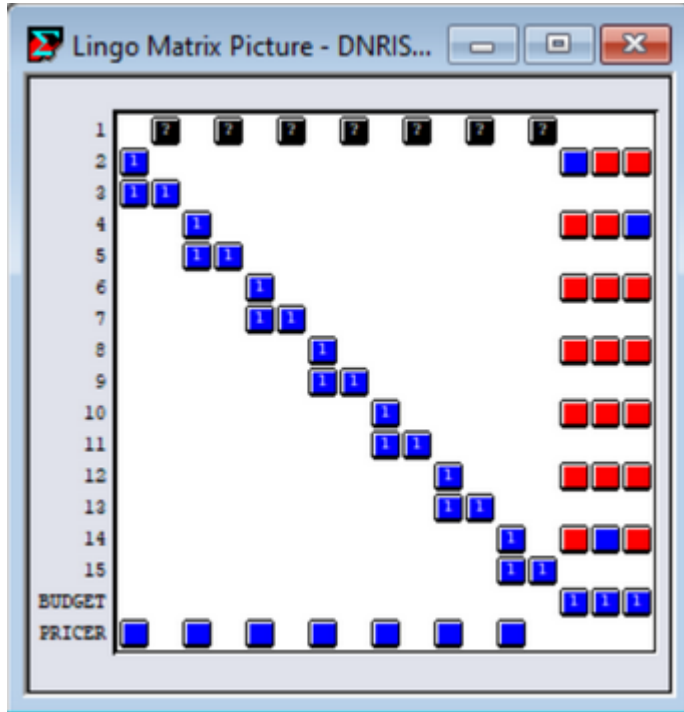 Lingo Matrix Picture - DNRIS...
1 ? ? ? ? ? ? ?
2 1
3 1 1
4 1
5 1 1
6 1
7 1 1
8 1
9 1 1
10 1
11 1 1
12 1
13 1 1
14 1
15 1 1
BUDGET 1 1 1
PRICER